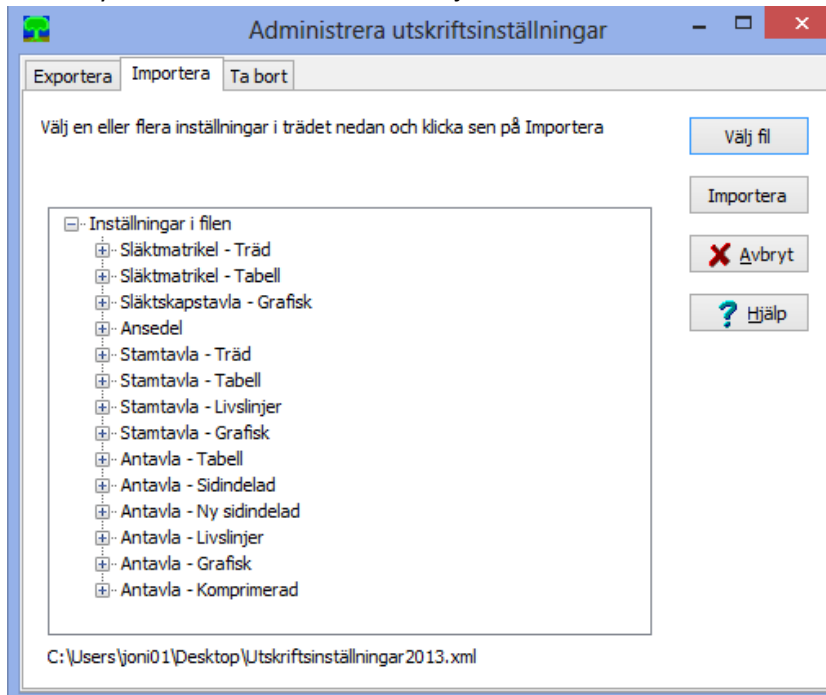 Administrera utskriftsinställningar
Exportera Importera Ta bort
Välj en eller flera inställningar i trädet nedan och klicka sen på Importera
Välj fil
Importera
Avbryt
Hjälp
Inställningar i filen
Släktmatrikel - Träd
Släktmatrikel - Tabell
Släktskapstavla - Grafisk
Ansedel
Stamtavla - Träd
Stamtavla - Tabell
Stamtavla - Livslinjer
Stamtavla - Grafisk
Antavla - Tabell
Antavla - Sidindelad
Antavla - Ny sidindelad
Antavla - Livslinjer
Antavla - Grafisk
Antavla - Komprimerad
C:\Users\joni01\Desktop\Utskriftsinställningar2013.xml